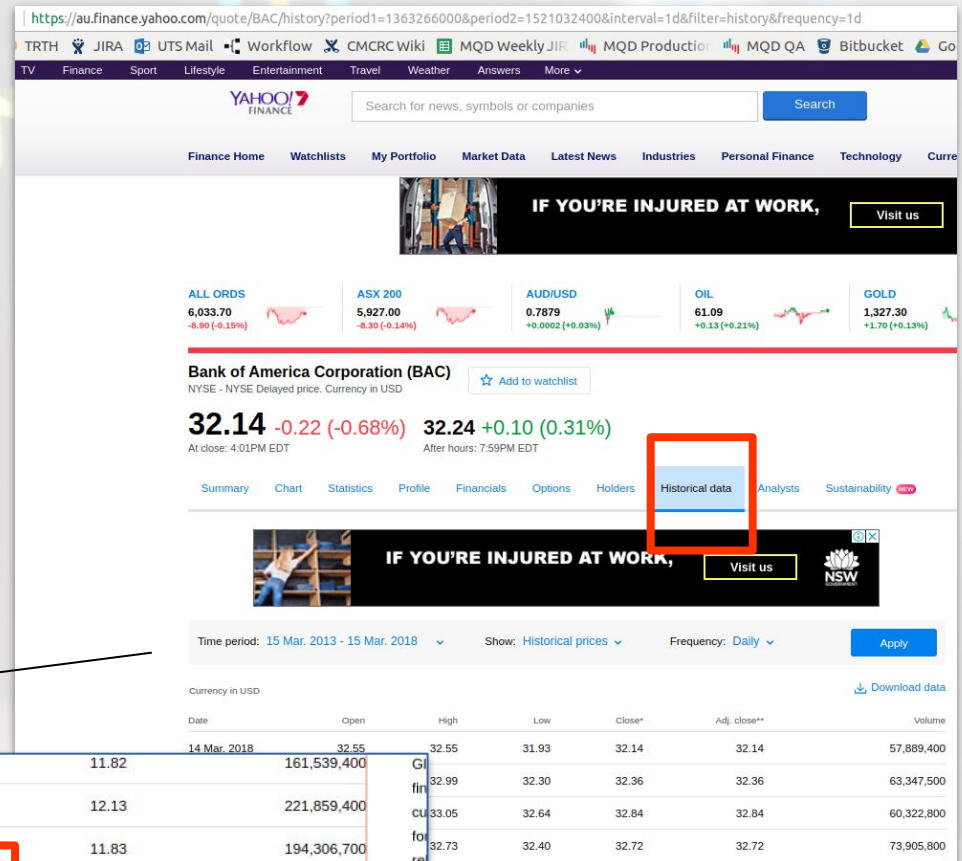 https://au.finance.yahoo.com/quote/BAC/history?period1=1363266000&period2=1521032400&interval=1d&filter=history&frequency=1d
TRTH JIRA UTS Mail Workflow CMCRC Wiki MQD Weekly JIR MQD Production MQD QA Bitbucket Go
TV Finance Sport Lifestyle Entertainment Travel Weather Answers More
YAHOO!7 FINANCE
Search for news, symbols or companies Search
Finance Home Watchlists My Portfolio Market Data Latest News Industries Personal Finance Technology Curre
IF YOU'RE INJURED AT WORK, Visit us
ALL ORDS ASX 200 AUD/USD OIL GOLD
6,033.70 5,927.00 0.7879 61.09 1,327.30
-8.90 (-0.15%) -8.30 (-0.14%) +0.0002 (+0.03%) +0.13 (+0.21%) +1.70 (+0.13%)
Bank of America Corporation (BAC) Add to watchlist
NYSE - NYSE Delayed price. Currency in USD
32.14 -0.22 (-0.68%) 32.24 +0.10 (0.31%)
At close: 4:01PM EDT After hours: 7:59PM EDT
Summary Chart Statistics Profile Financials Options Holders Historical data Analysts Sustainability NEW
IF YOU'RE INJURED AT WORK, Visit us NSW GOVERNMENT
Time period: 15 Mar. 2013 - 15 Mar. 2018 Show: Historical prices Frequency: Daily Apply
Currency in USD Download data
Date Open High Low Close* Adj. close** Volume
14 Mar. 2018 32.55 32.55 31.93 32.14 32.14 57,889,400
11.82 161,539,400 GI
32.99 32.30 32.36 32.36 63,347,500
fin
12.13 221,859,400 cu
33.05 32.64 32.84 32.84 60,322,800
for
11.83 194,306,700
32.73 32.40 32.72 32.72 73,905,800